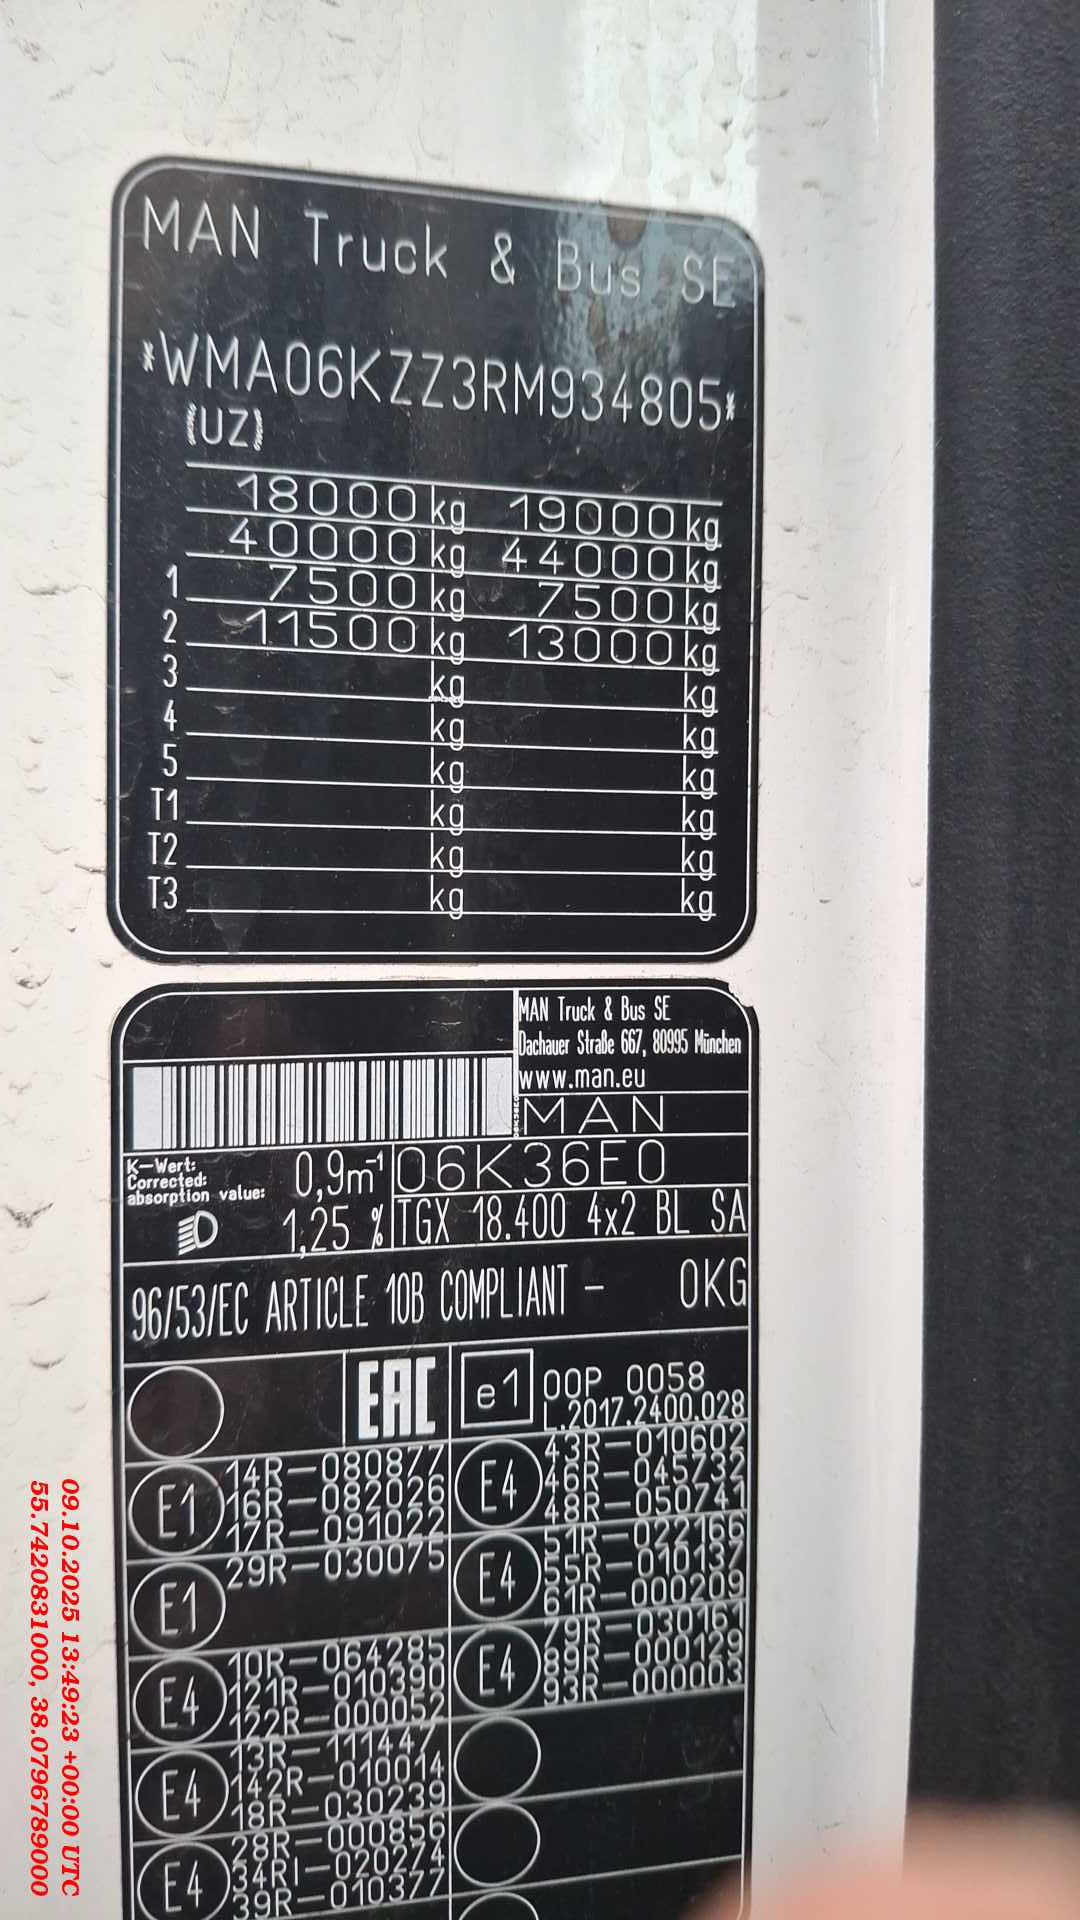 MAN Truck & Bus SE
*WMA06KZZ3RM934805*
(UZ)
18000 kg 19000 kg
40000 kg 44000 kg
1 7500 kg 7500 kg
2 11500 kg 13000 kg
3 kg kg
4 kg kg
5 kg kg
T1 kg kg
T2 kg kg
T3 kg kg
MAN Truck & Bus SE
Dachauer Straße 667, 80995 München
www.man.eu
MAN
K-Wert:
Corrected:
absorption value:
0,9m⁻¹
06K36E0
1,25 %
TGX 18.400 4x2 BL SA
96/53/EC ARTICLE 10B COMPLIANT - 0KG
EAC
e1
00P 0058
L.2017.2400.028
E1
14R-080877
16R-082026
17R-091022
E1
29R-030075
E4
10R-064285
121R-010390
122R-000052
E4
13R-111447
142R-010014
18R-030239
E4
28R-000856
34RI-020274
39R-010377
E4
43R-010602
46R-045732
48R-050741
E4
51R-022166
55R-010137
61R-000209
E4
79R-030161
89R-000129
93R-000003
09.10.2025 13:49:23 +00:00 UTC
55.7420831000, 38.0796789000